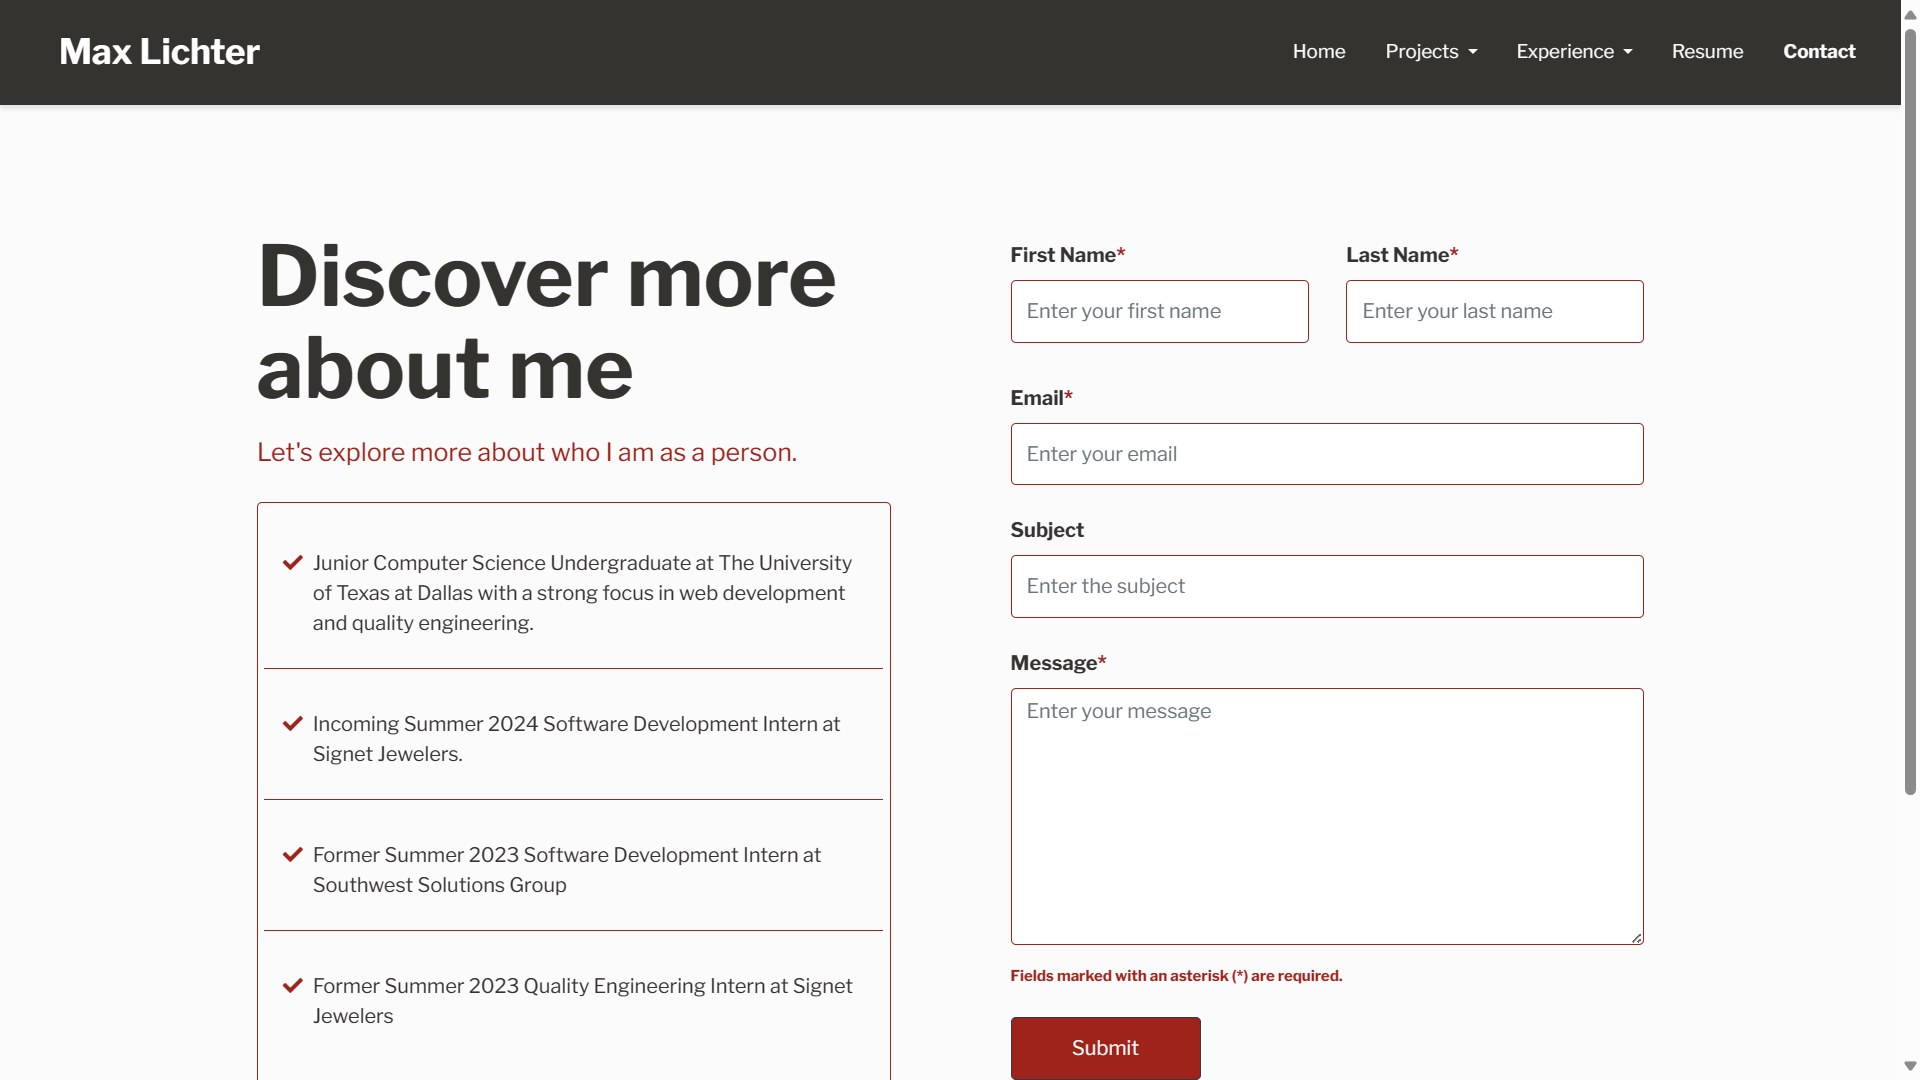 Max Lichter
Home Projects Experience Resume Contact
Discover more
about me
Let's explore more about who I am as a person.
Junior Computer Science Undergraduate at The University
of Texas at Dallas with a strong focus in web development
and quality engineering.
Incoming Summer 2024 Software Development Intern at
Signet Jewelers.
Former Summer 2023 Software Development Intern at
Southwest Solutions Group
Former Summer 2023 Quality Engineering Intern at Signet
Jewelers
First Name* Last Name*
Enter your first name Enter your last name
Email*
Enter your email
Subject
Enter the subject
Message*
Enter your message
Fields marked with an asterisk (*) are required.
Submit